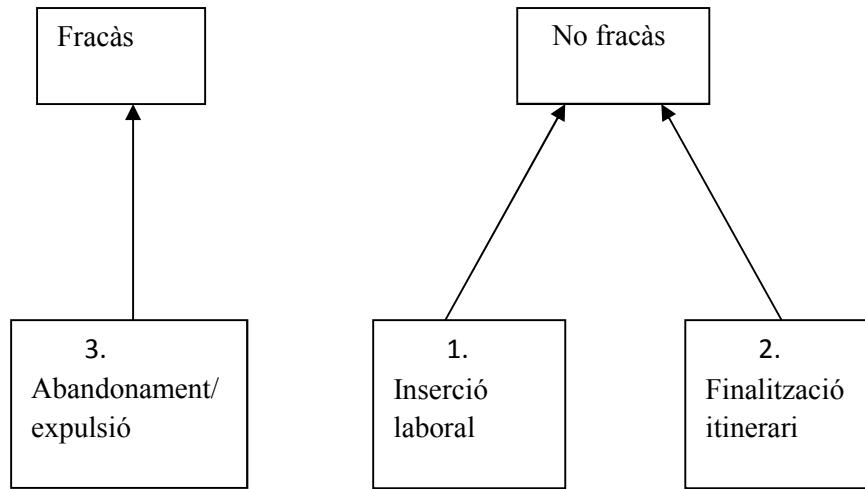 Fracàs
No fracàs
3.
Abandonament/
expulsió
1.
Inserció
laboral
2.
Finalització
itinerari